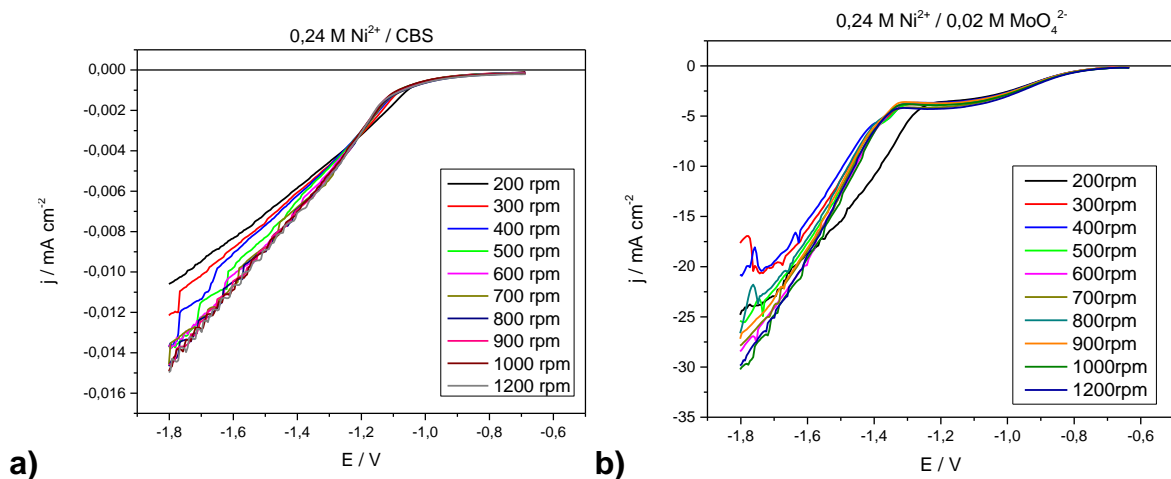 0,24 M Ni²⁺ / CBS
0,000
-0,002
-0,004
-0,006
-0,008
-0,010
-0,012
-0,014
-0,016
j / mA cm⁻²
200 rpm
300 rpm
400 rpm
500 rpm
600 rpm
700 rpm
800 rpm
900 rpm
1000 rpm
1200 rpm
-1,8 -1,6 -1,4 -1,2 -1,0 -0,8 -0,6
E / V
a)
0,24 M Ni²⁺ / 0,02 M MoO₄²⁻
0
-5
-10
-15
-20
-25
-30
-35
j / mA cm⁻²
200rpm
300rpm
400rpm
500rpm
600rpm
700rpm
800rpm
900rpm
1000rpm
1200rpm
-1,8 -1,6 -1,4 -1,2 -1,0 -0,8 -0,6
E / V
b)